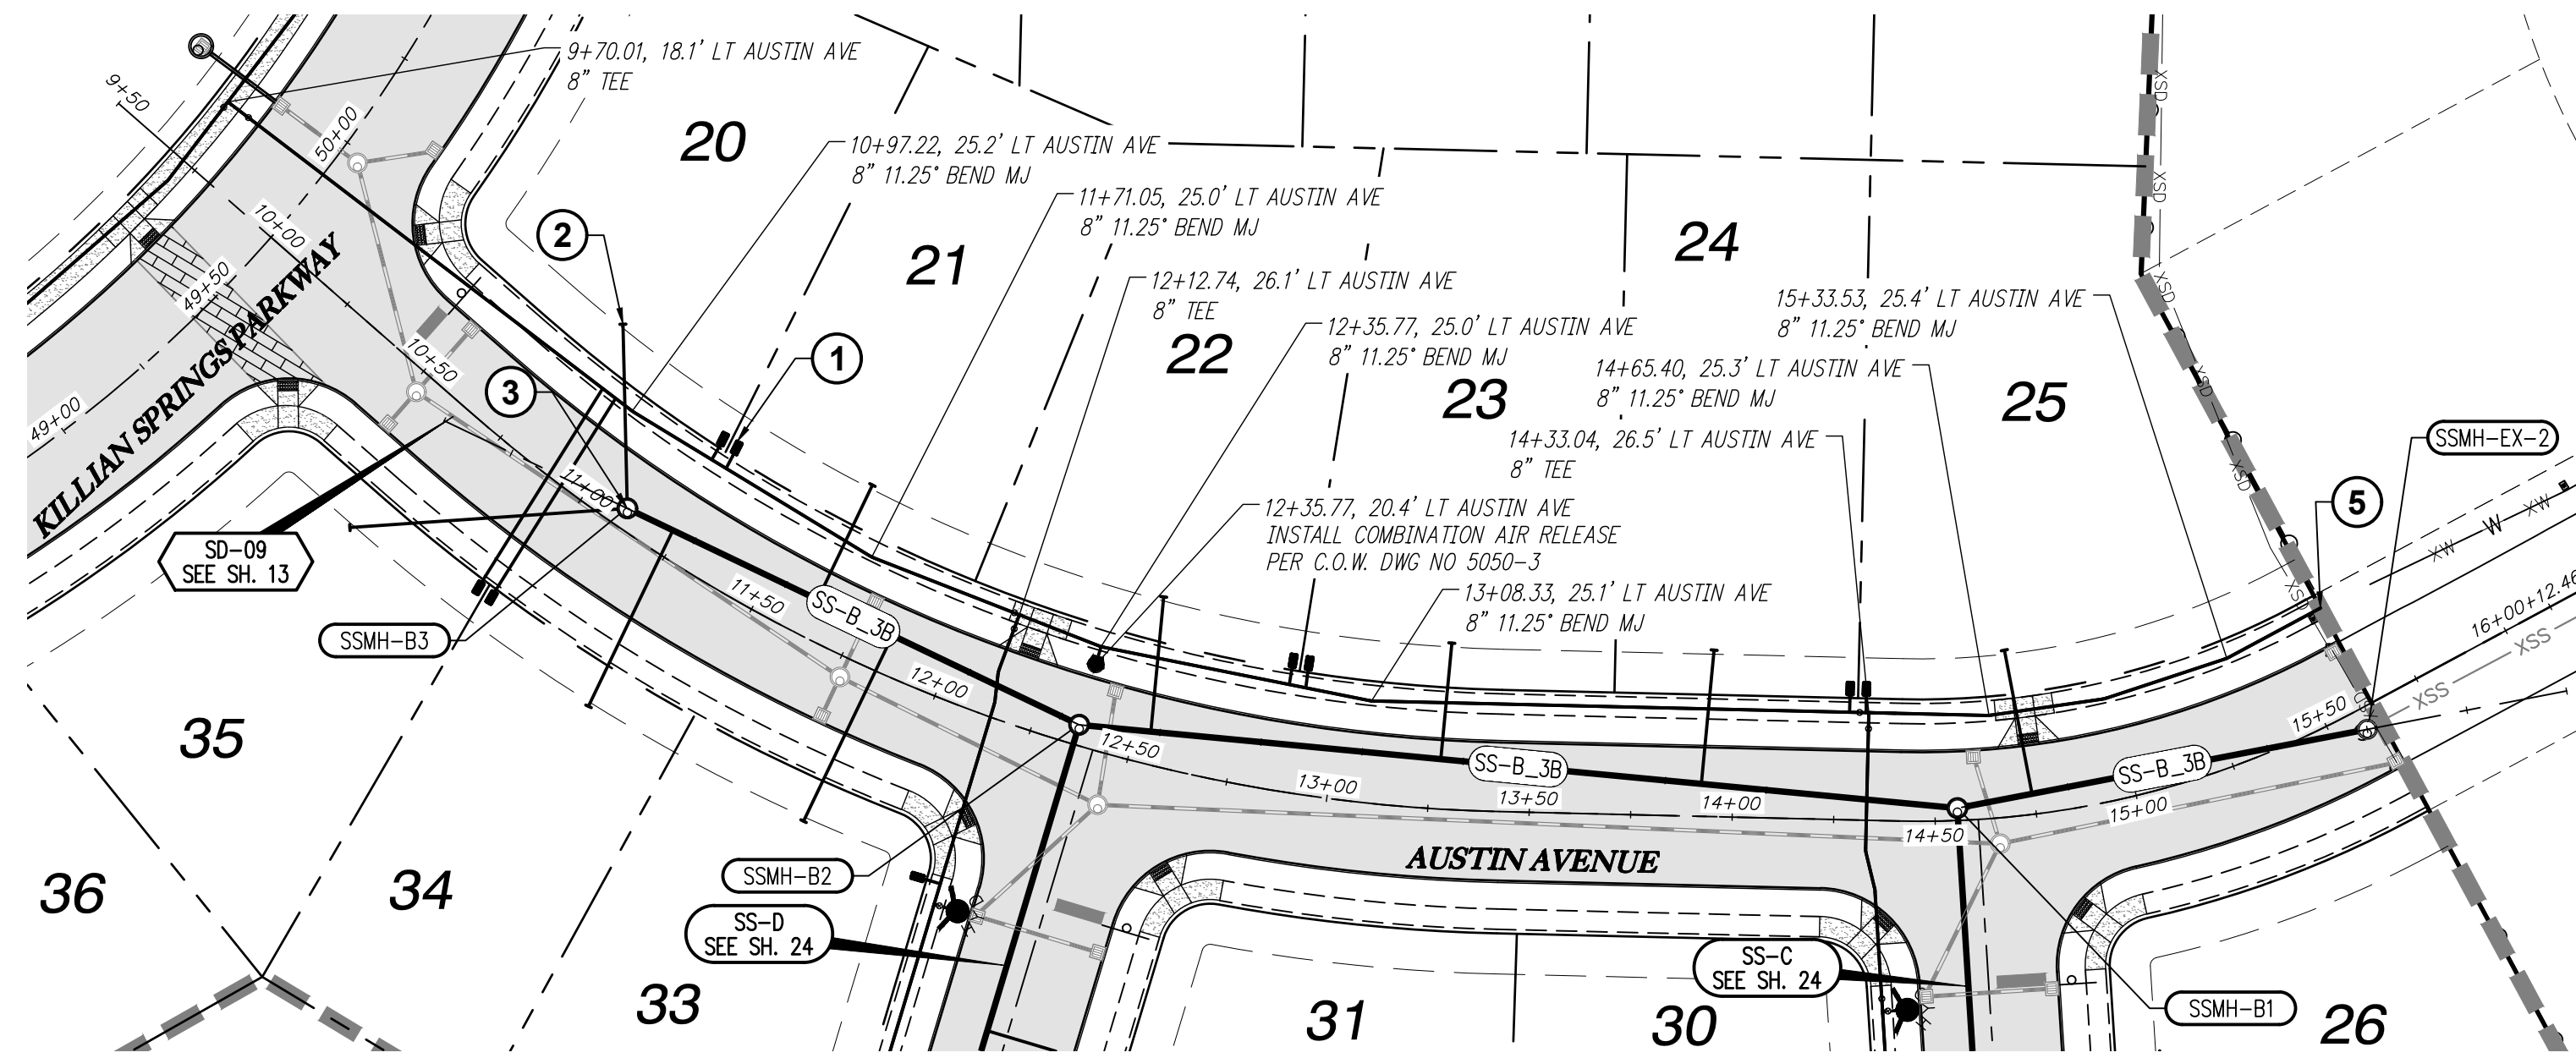 9+70.01, 18.1' LT AUSTIN AVE
8" TEE
9+50
50+00
20
10+97.22, 25.2' LT AUSTIN AVE
8" 11.25° BEND MJ
11+71.05, 25.0' LT AUSTIN AVE
8" 11.25° BEND MJ
10+00
2
21
24
12+12.74, 26.1' LT AUSTIN AVE
8" TEE
49+50
KILLIAN SPRINGS PARKWAY
15+33.53, 25.4' LT AUSTIN AVE
8" 11.25° BEND MJ
12+35.77, 25.0' LT AUSTIN AVE
8" 11.25° BEND MJ
22
10+50
1
3
14+65.40, 25.3' LT AUSTIN AVE
8" 11.25° BEND MJ
23
25
49+00
14+33.04, 26.5' LT AUSTIN AVE
8" TEE
SSMH-EX-2
5
11+00
12+35.77, 20.4' LT AUSTIN AVE
INSTALL COMBINATION AIR RELEASE
PER C.O.W. DWG NO 5050-3
XSD
XSD
XSD
XSD
XSD
XSD
XW
W
XW
SD-09
SEE SH. 13
13+08.33, 25.1' LT AUSTIN AVE
8" 11.25° BEND MJ
11+50
SS-B_3B
SSMH-B3
16+00+12.46
XSS
XSS
12+00
35
12+50
13+00
SS-B_3B
13+50
14+00
SS-B_3B
15+50
15+00
14+50
AUSTIN AVENUE
SSMH-B2
36
34
SS-D
SEE SH. 24
SS-C
SEE SH. 24
33
31
30
SSMH-B1
26